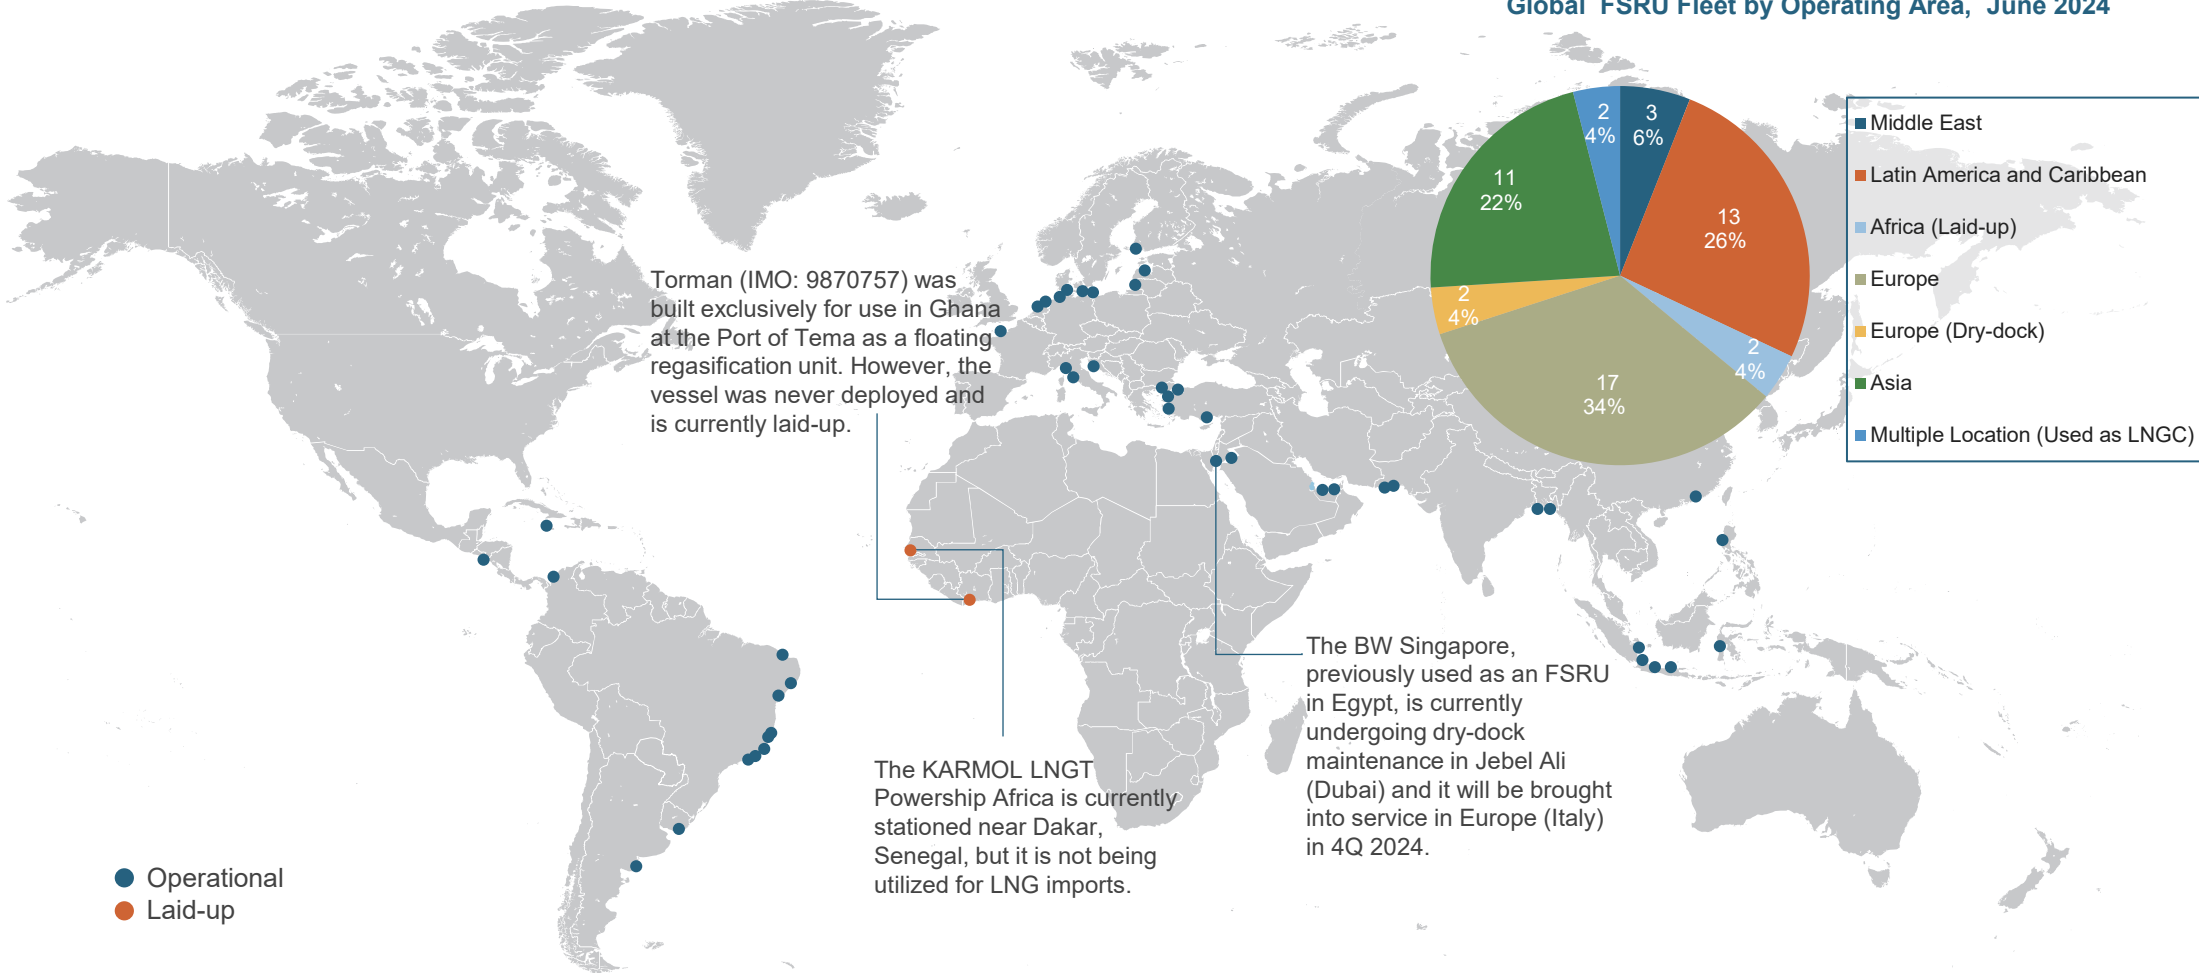 Global FSRU Fleet by Operating Area, June 2024
2
4%
3
6%
11
22%
13
26%
2
4%
2
4%
17
34%
Middle East
Latin America and Caribbean
Africa (Laid-up)
Europe
Europe (Dry-dock)
Asia
Multiple Location (Used as LNGC)
Torman (IMO: 9870757) was
built exclusively for use in Ghana
at the Port of Tema as a floating
regasification unit. However, the
vessel was never deployed and
is currently laid-up.
The BW Singapore,
previously used as an FSRU
in Egypt, is currently
undergoing dry-dock
maintenance in Jebel Ali
(Dubai) and it will be brought
into service in Europe (Italy)
in 4Q 2024.
The KARMOL LNGT
Powership Africa is currently
stationed near Dakar,
Senegal, but it is not being
utilized for LNG imports.
Operational
Laid-up